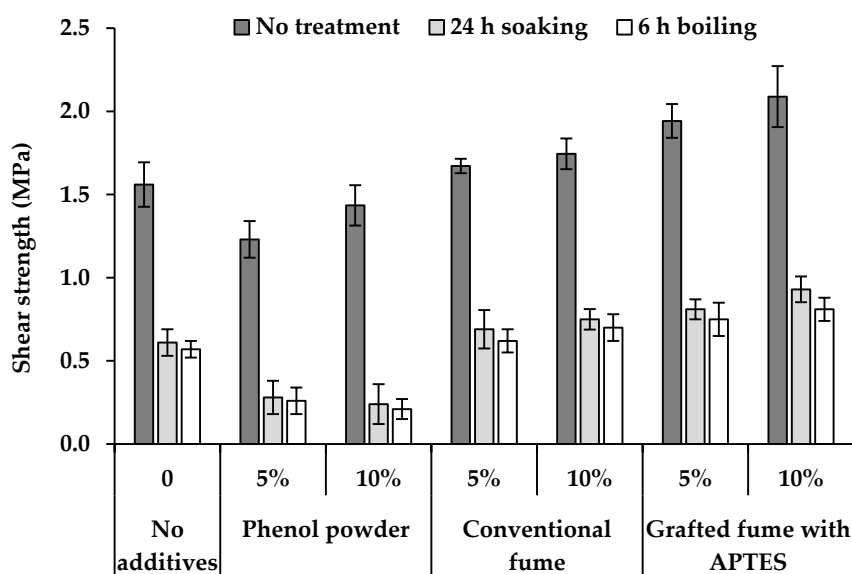 No treatment 24 h soaking 6 h boiling
Shear strength (MPa)
2.5
2.0
1.5
1.0
0.5
0.0
0 5% 10% 5% 10% 5% 10%
No additives Phenol powder Conventional fume Grafted fume with APTES